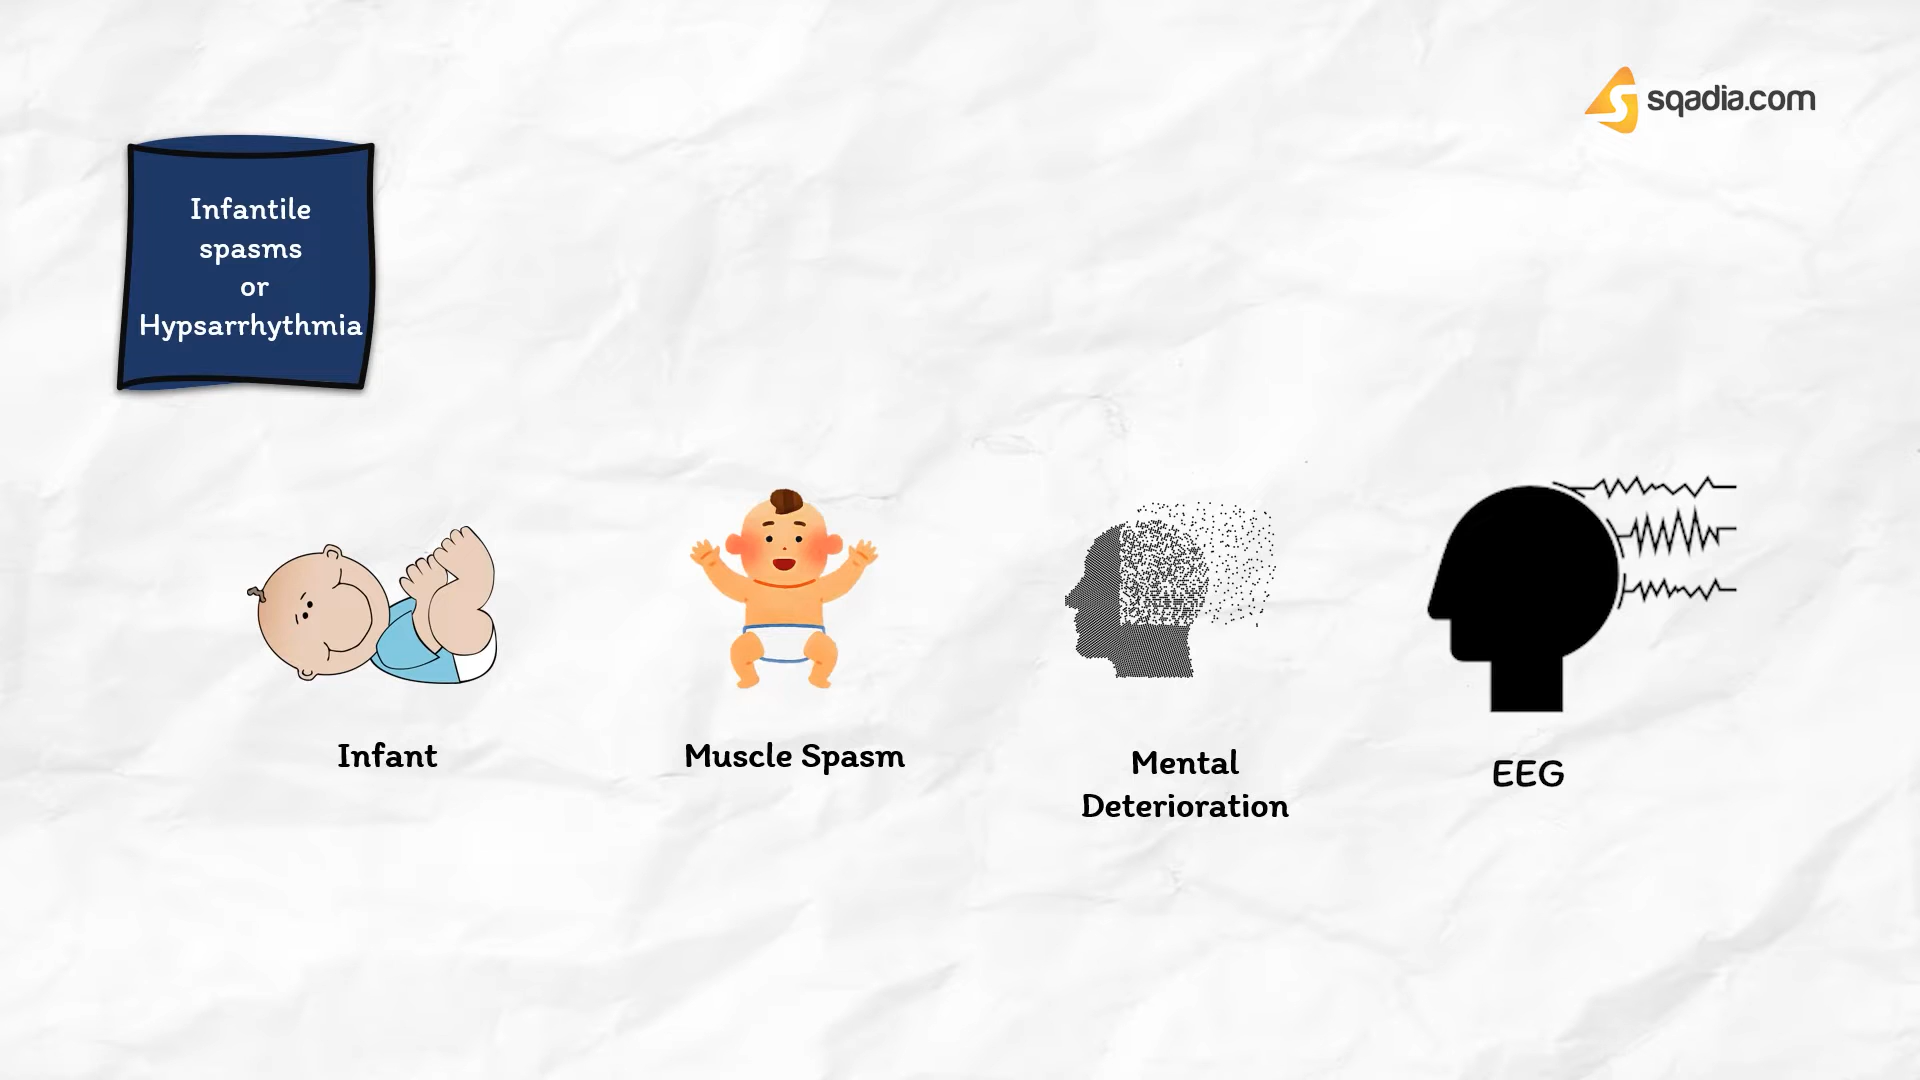 sqadia.com
Infantile
spasms
or
Hypsarrhythmia
Infant
Muscle Spasm
Mental
Deterioration
EEG